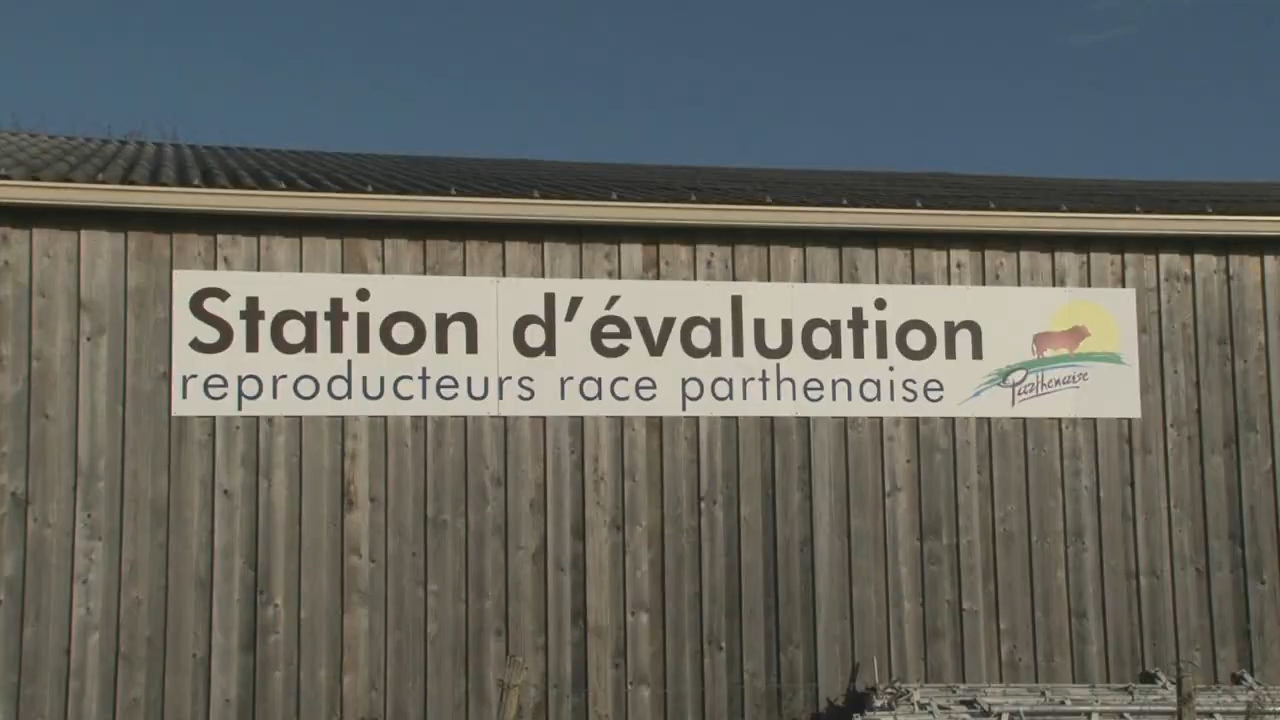 Station d'évaluation
reproducteurs race parthenaise
Parthenaise